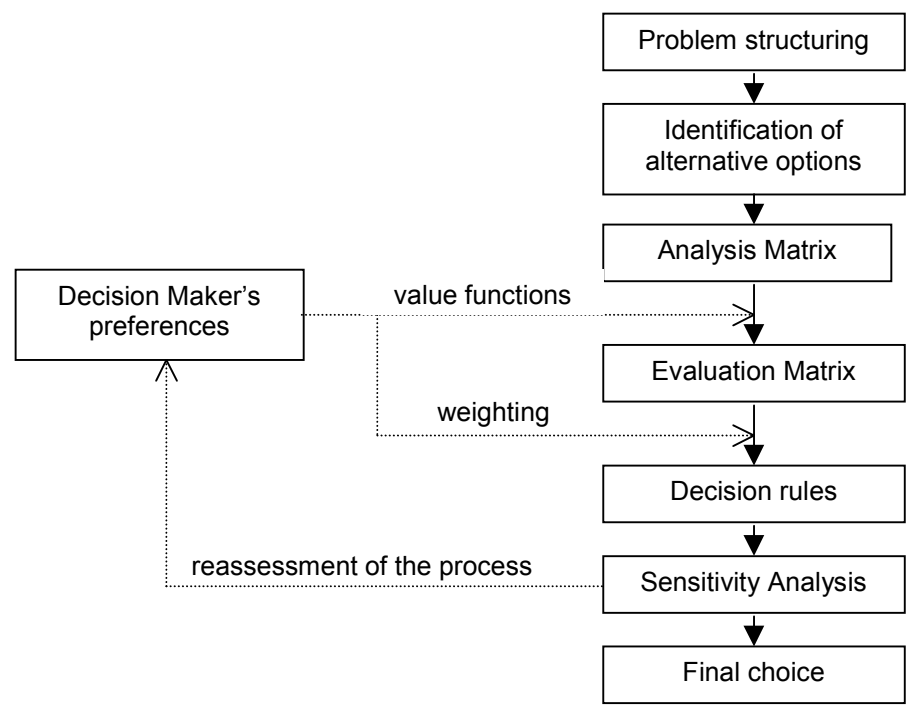 Problem structuring
Identification of
alternative options
Analysis Matrix
Decision Maker’s
preferences
value functions
Evaluation Matrix
weighting
Decision rules
reassessment of the process
Sensitivity Analysis
Final choice